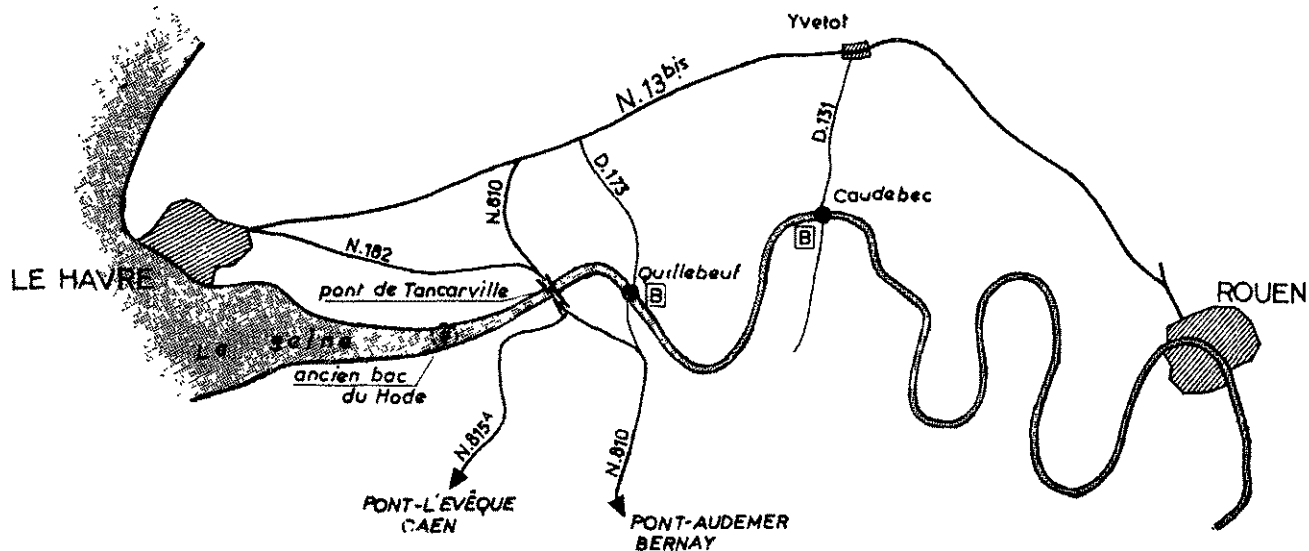 Yvetot
N.13bis
D.131
D.173
N.810
Caudebec
B
N.182
LE HAVRE
Quillebeuf
pont de Tancarville
B
ROUEN
La Seine
ancien bac
du Hode
N.815A
N.810
PONT-L'EVÊQUE
CAEN
PONT-AUDEMER
BERNAY